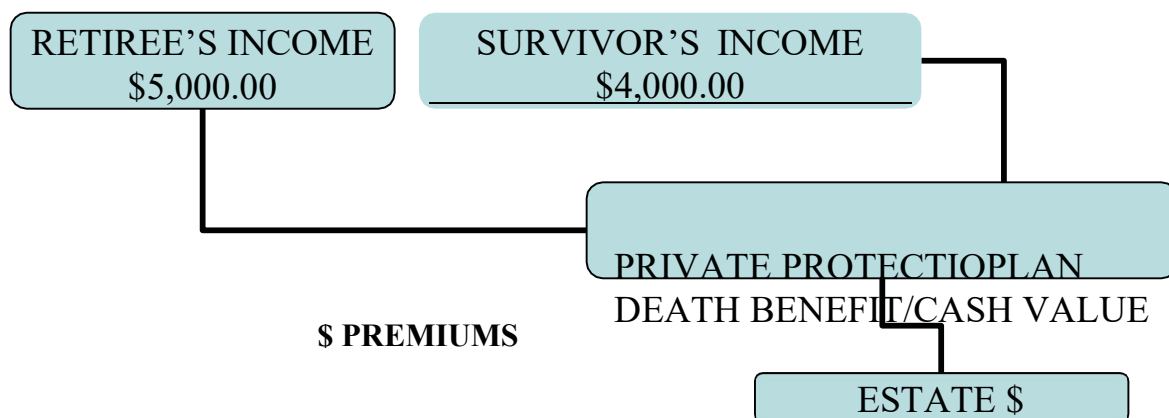 RETIREE’S INCOME
$5,000.00
SURVIVOR’S INCOME
$4,000.00
PRIVATE PROTECTIOPLAN
DEATH BENEFIT/CASH VALUE
$ PREMIUMS
ESTATE $